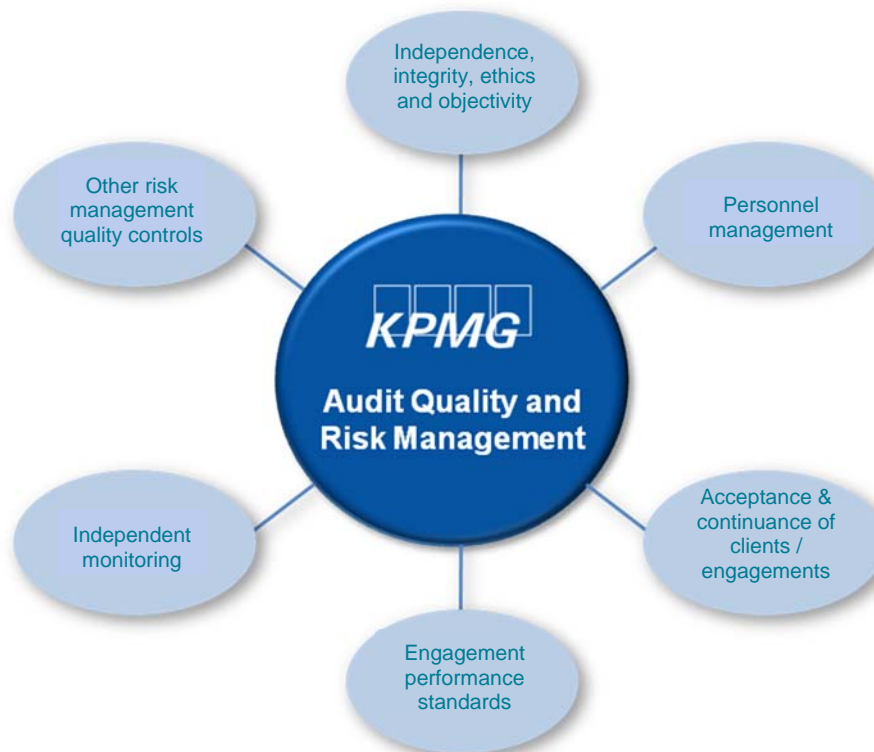 Independence,
integrity, ethics
and objectivity
Other risk
management
quality controls
Personnel
management
KPMG
Audit Quality and
Risk Management
Independent
monitoring
Acceptance &
continuance of
clients /
engagements
Engagement
performance
standards